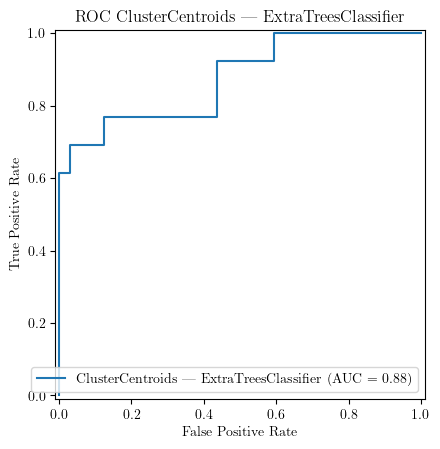 ROC ClusterCentroids — ExtraTreesClassifier
1.0
0.8
0.6
0.4
0.2
0.0
True Positive Rate
ClusterCentroids — ExtraTreesClassifier (AUC = 0.88)
0.0 0.2 0.4 0.6 0.8 1.0
False Positive Rate